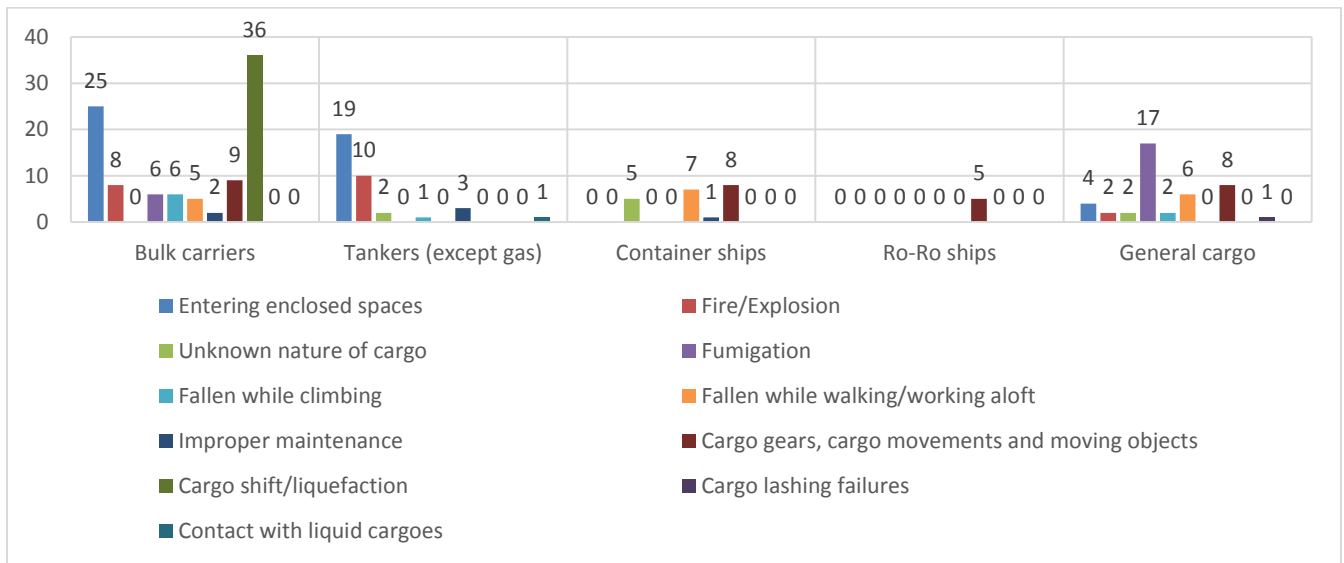 40
30
20
10
0
25 8 0 6 6 5 2 9 36 0 0
19 10 2 0 1 0 3 0 0 0 1
0 0 5 0 0 7 1 8 0 0 0
0 0 0 0 0 0 0 5 0 0 0
4 2 2 17 2 6 0 8 0 1 0
Bulk carriers Tankers (except gas) Container ships Ro-Ro ships General cargo
Entering enclosed spaces Fire/Explosion
Unknown nature of cargo Fumigation
Fallen while climbing Fallen while walking/working aloft
Improper maintenance Cargo gears, cargo movements and moving objects
Cargo shift/liquefaction Cargo lashing failures
Contact with liquid cargoes